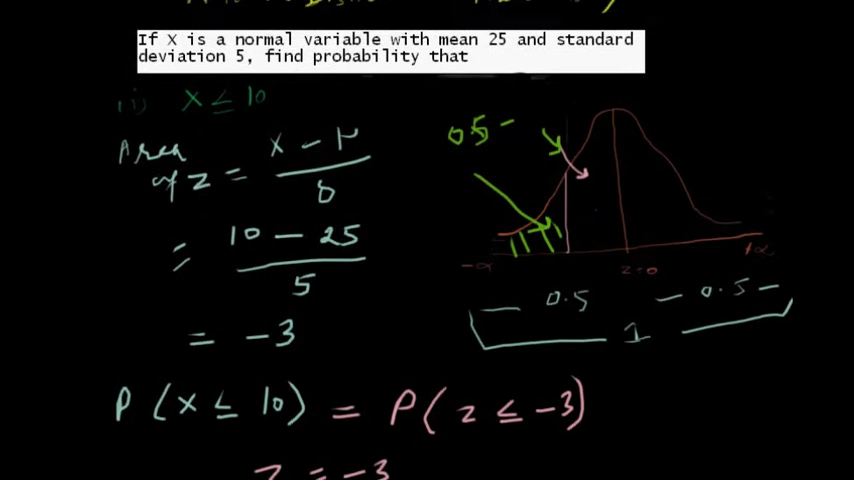 If X is a normal variable with mean 25 and standard
deviation 5, find probability that
(i) X ≤ 10
Area
of z = x - μ
σ
= 10 - 25
5
= -3
0.5 -
-α
z=0
+α
0.5
0.5
1
P (x ≤ 10) = P( z ≤ -3)
z = -3